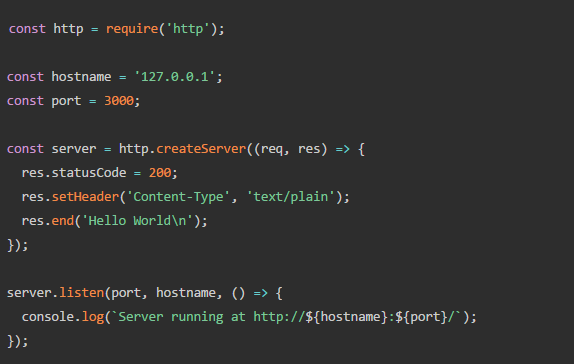 const http = require('http');

const hostname = '127.0.0.1';
const port = 3000;

const server = http.createServer((req, res) => {
  res.statusCode = 200;
  res.setHeader('Content-Type', 'text/plain');
  res.end('Hello World\n');
});

server.listen(port, hostname, () => {
  console.log(`Server running at http://${hostname}:${port}/`);
});